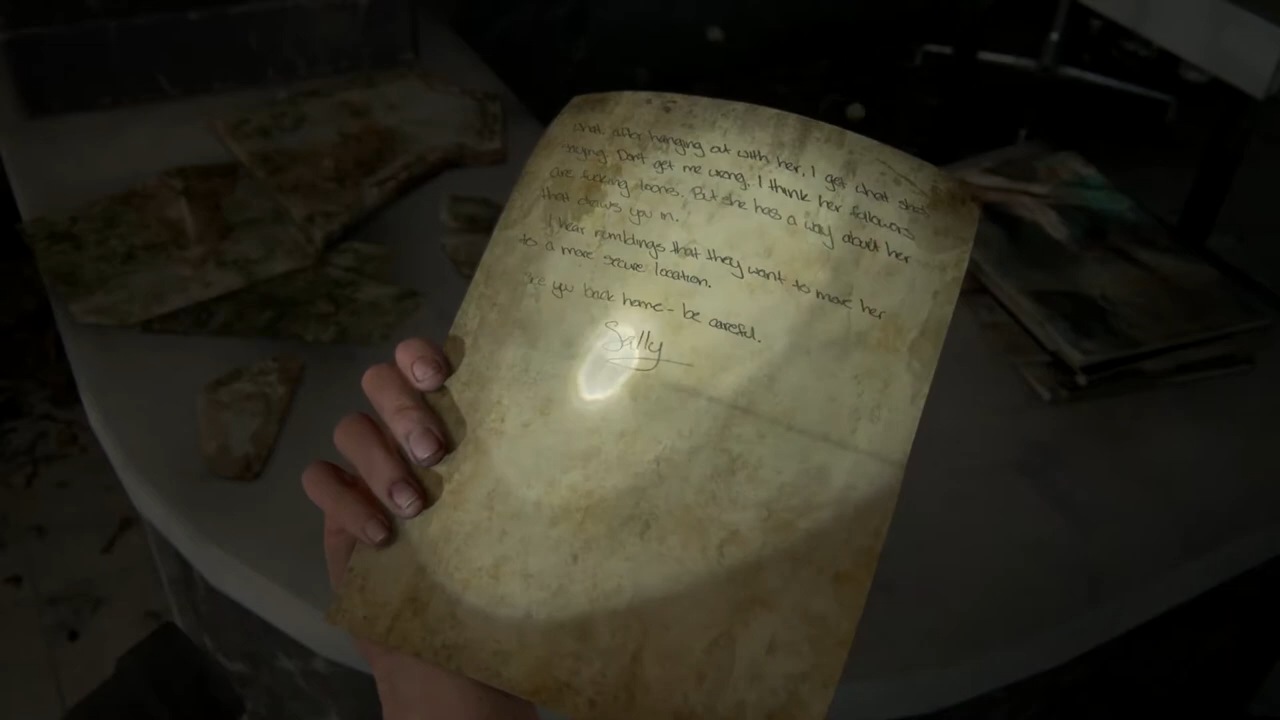 that after hanging out with her, I get what she's
saying. Don't get me wrong, I think her followers
are fucking loones. But she has a way about her
that draws you in.
I hear rumblings that they want to move her
to a more secure location.
See you back home - be careful.
Sally